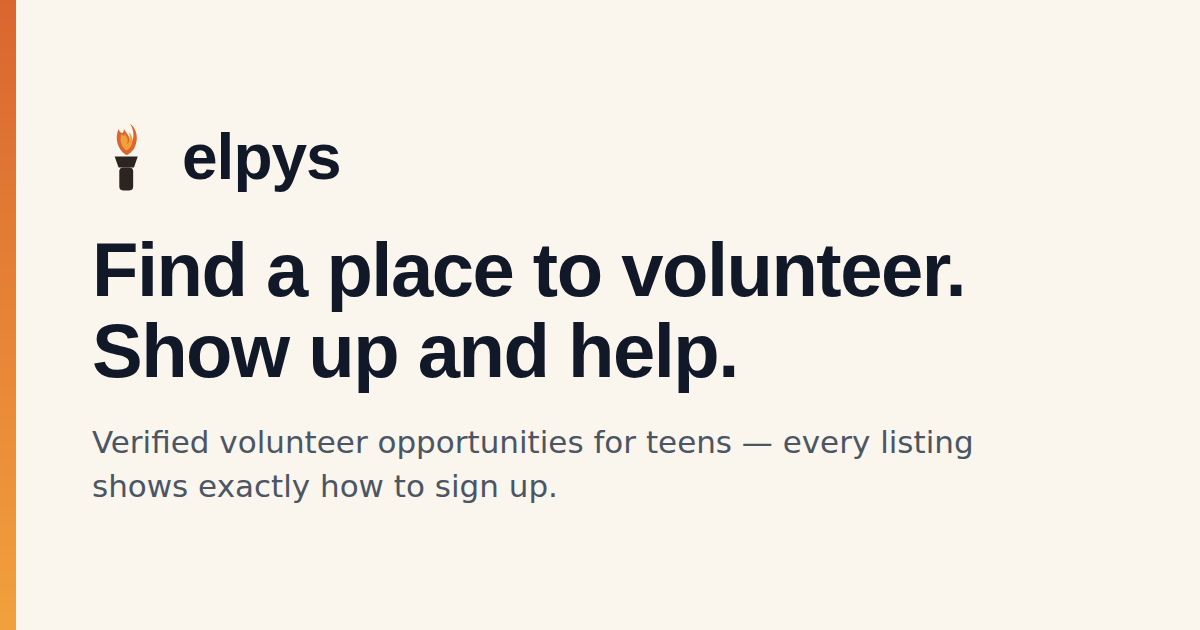 elpys
Find a place to volunteer.
Show up and help.
Verified volunteer opportunities for teens — every listing
shows exactly how to sign up.